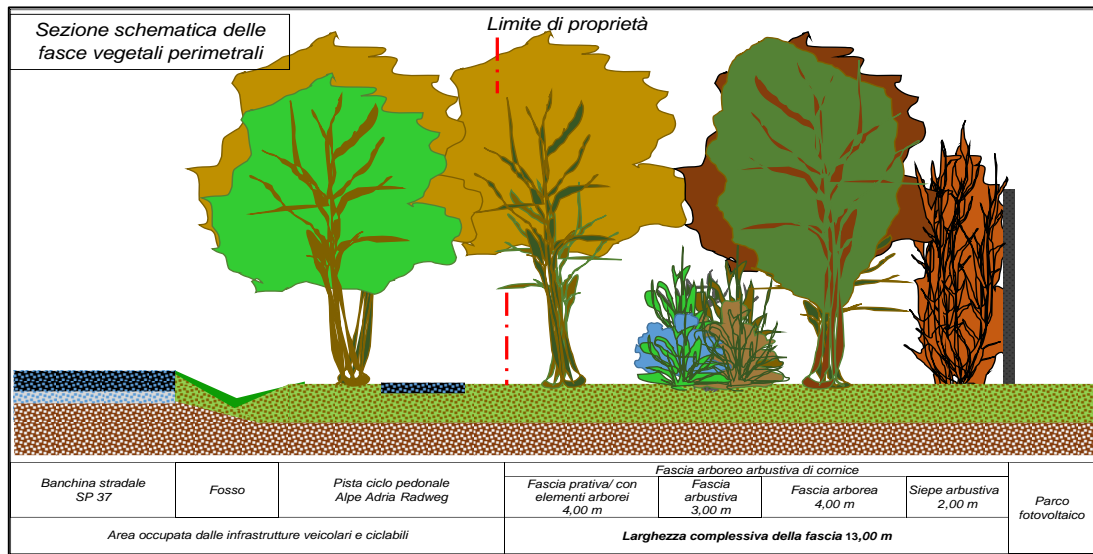 Sezione schematica delle
fasce vegetali perimetrali
Limite di proprietà
Banchina stradale
SP 37
Fosso
Pista ciclo pedonale
Alpe Adria Radweg
Fascia arboreo arbustiva di cornice
Fascia prativa/ con
elementi arborei
4,00 m
Fascia
arbustiva
3,00 m
Fascia arborea
4,00 m
Siepe arbustiva
2,00 m
Parco
fotovoltaico
Area occupata dalle infrastrutture veicolari e ciclabili
Larghezza complessiva della fascia 13,00 m